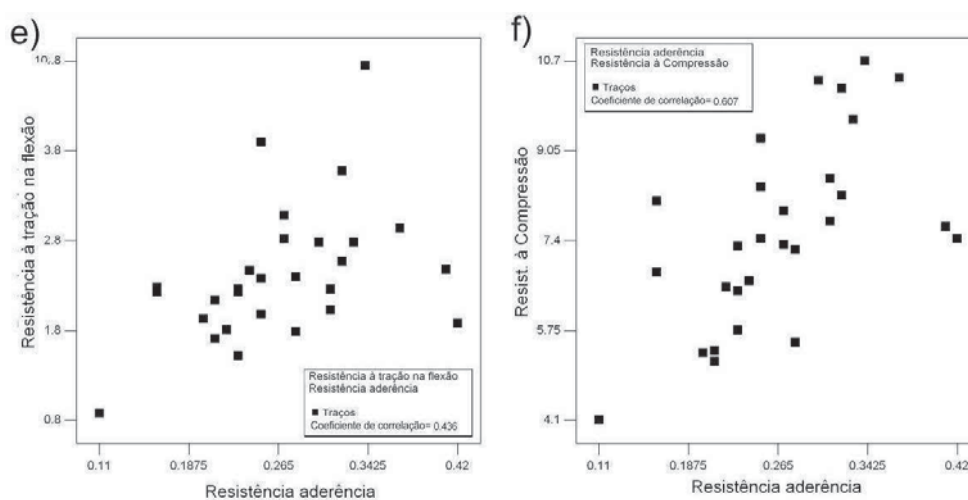 e)
10.8
3.8
2.8
1.8
0.8
Resistência à tração na flexão
Resistência à tração na flexão
Resistência aderência
Traços
Coeficiente de correlação= 0.436
0.11
0.1875
0.265
0.3425
0.42
Resistência aderência
f)
10.7
9.05
7.4
5.75
4.1
Resist. à Compressão
Resistência aderência
Resistência à Compressão
Traços
Coeficiente de correlação= 0.607
0.11
0.1875
0.265
0.3425
0.42
Resistência aderência